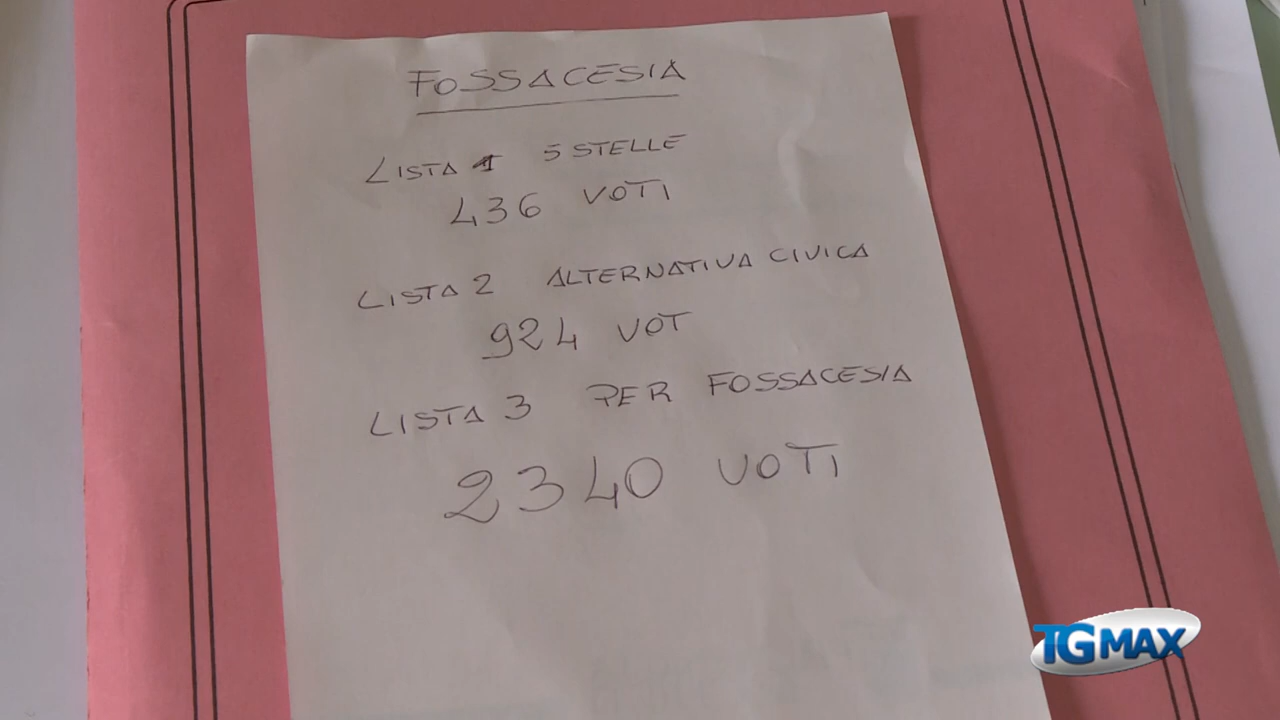 FOSSACESIA
LISTA 1 5 STELLE
436 VOTI
LISTA 2 ALTERNATIVA CIVICA
924 VOT
LISTA 3 PER FOSSACESIA
2340 VOTI
TGMAX